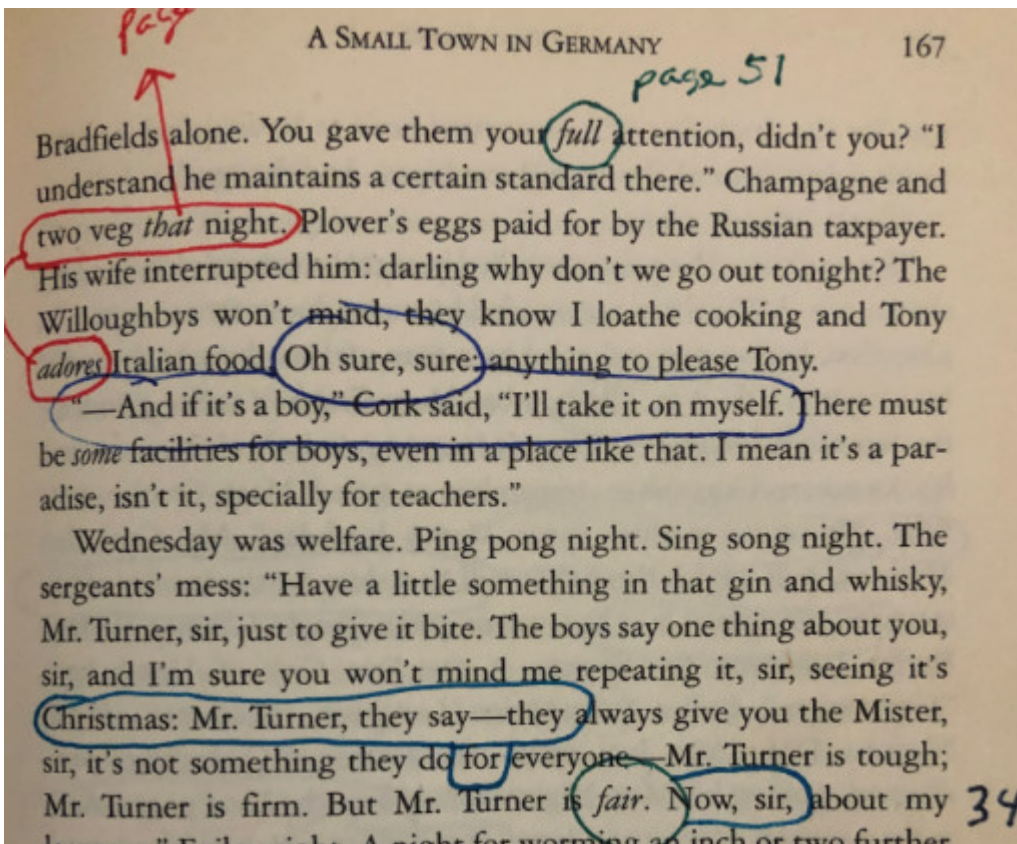 page
A SMALL TOWN IN GERMANY 167
page 51
Bradfields alone. You gave them your full attention, didn't you? "I
understand he maintains a certain standard there." Champagne and
two veg that night. Plover's eggs paid for by the Russian taxpayer.
His wife interrupted him: darling why don't we go out tonight? The
Willoughbys won't mind, they know I loathe cooking and Tony
adores Italian food. Oh sure, sure: anything to please Tony.
"—And if it's a boy," Cork said, "I'll take it on myself. There must
be some facilities for boys, even in a place like that. I mean it's a par-
adise, isn't it, specially for teachers."
Wednesday was welfare. Ping pong night. Sing song night. The
sergeants' mess: "Have a little something in that gin and whisky,
Mr. Turner, sir, just to give it bite. The boys say one thing about you,
sir, and I'm sure you won't mind me repeating it, sir, seeing it's
Christmas: Mr. Turner, they say—they always give you the Mister,
sir, it's not something they do for everyone—Mr. Turner is tough;
Mr. Turner is firm. But Mr. Turner is fair. Now, sir, about my 34
night. A night for worming an inch or two further